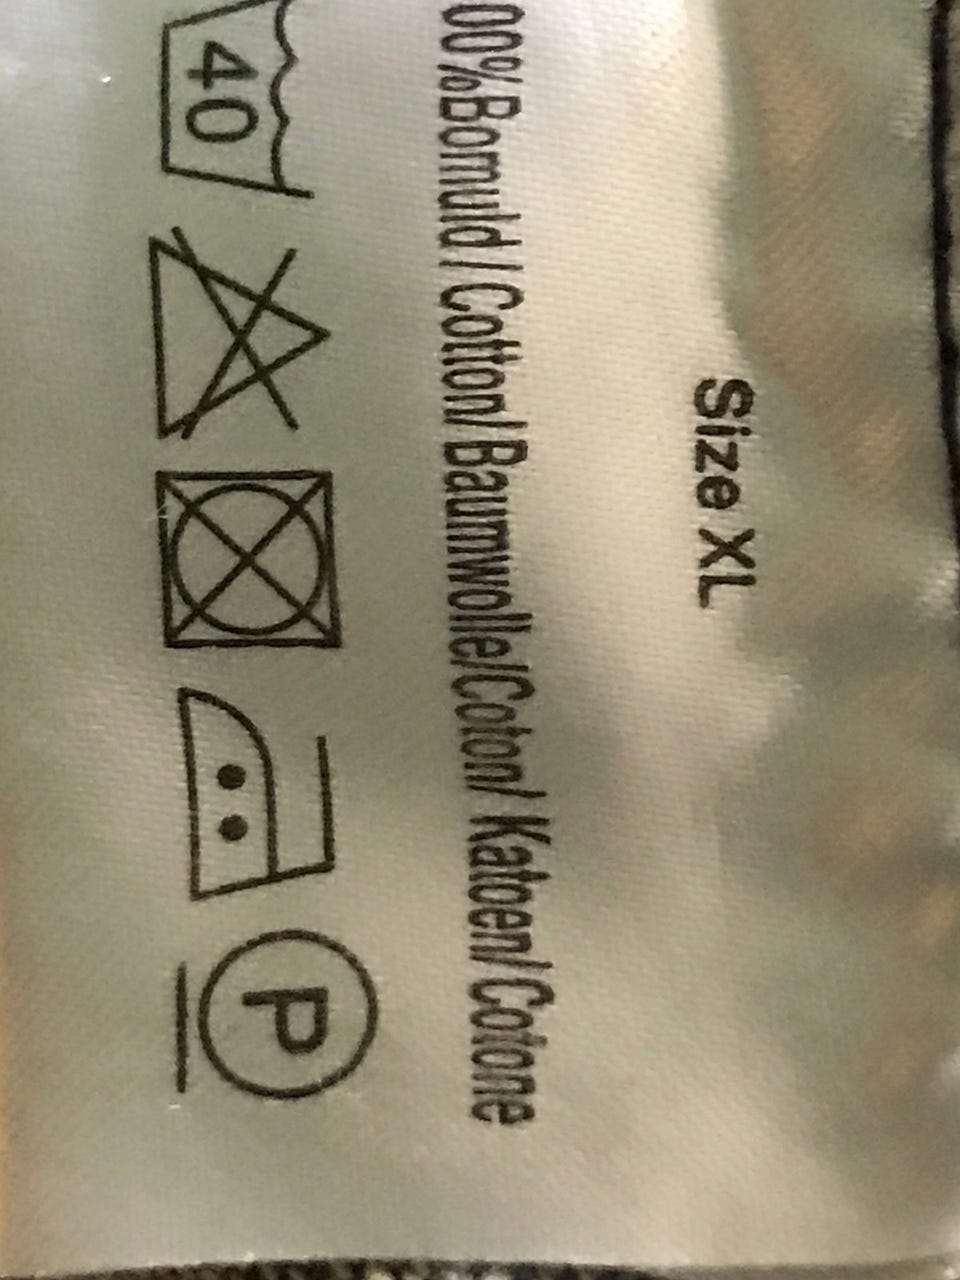 Size XL
00%Bomuld / Cotton/ Baumwolle/Coton/ Katoen/ Cotone
40
P